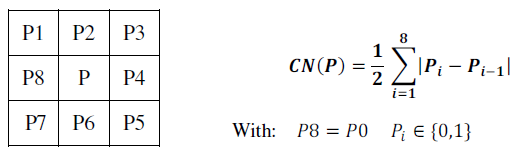 P1 P2 P3
P8 P P4
P7 P6 P5
CN(P) = 1/2 ∑_{i=1}^{8} |P_i − P_{i−1}|
With: P8 = P0 P_i ∈ {0,1}